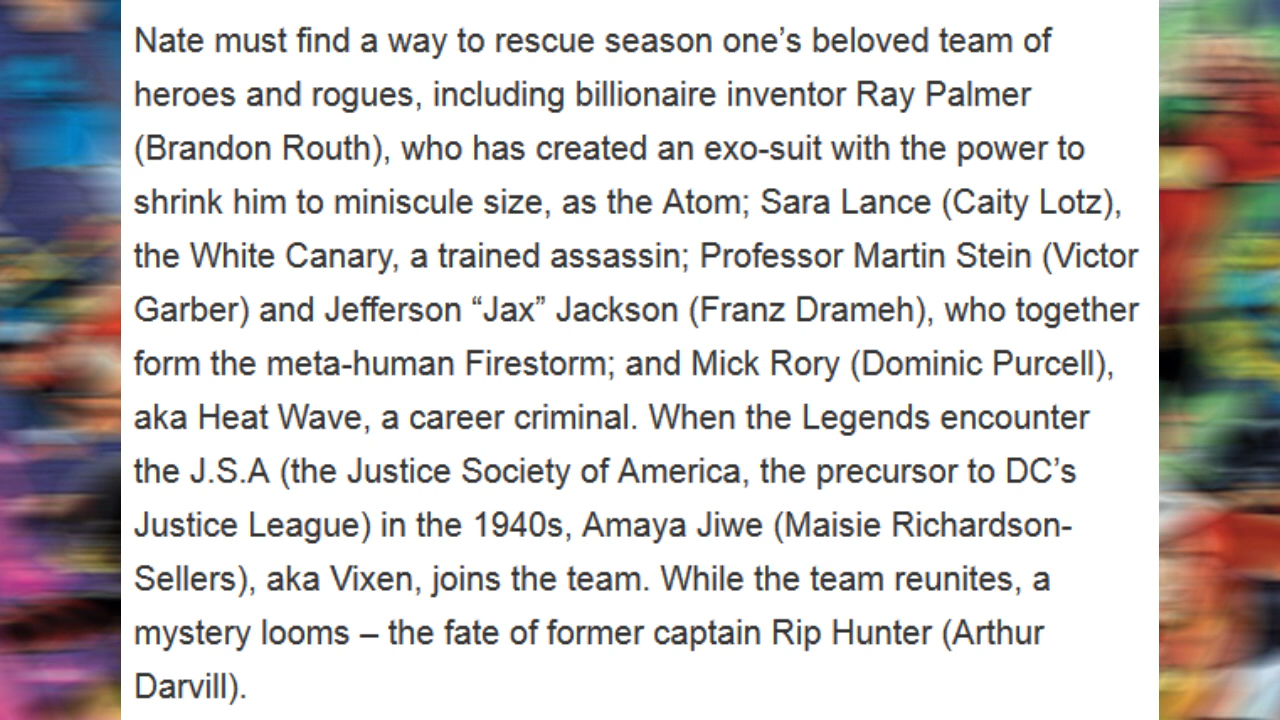 Nate must find a way to rescue season one’s beloved team of
heroes and rogues, including billionaire inventor Ray Palmer
(Brandon Routh), who has created an exo-suit with the power to
shrink him to miniscule size, as the Atom; Sara Lance (Caity Lotz),
the White Canary, a trained assassin; Professor Martin Stein (Victor
Garber) and Jefferson “Jax” Jackson (Franz Drameh), who together
form the meta-human Firestorm; and Mick Rory (Dominic Purcell),
aka Heat Wave, a career criminal. When the Legends encounter
the J.S.A (the Justice Society of America, the precursor to DC’s
Justice League) in the 1940s, Amaya Jiwe (Maisie Richardson-
Sellers), aka Vixen, joins the team. While the team reunites, a
mystery looms – the fate of former captain Rip Hunter (Arthur
Darvill).